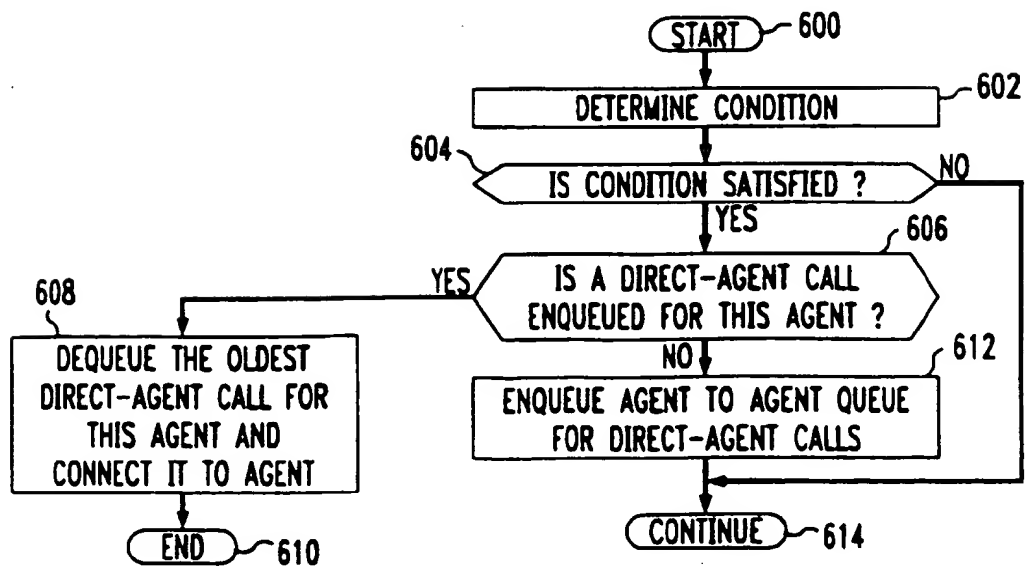 START
600
DETERMINE CONDITION
602
604
IS CONDITION SATISFIED ?
NO
YES
606
IS A DIRECT-AGENT CALL
ENQUEUED FOR THIS AGENT ?
YES
NO
608
DEQUEUE THE OLDEST
DIRECT-AGENT CALL FOR
THIS AGENT AND
CONNECT IT TO AGENT
612
ENQUEUE AGENT TO AGENT QUEUE
FOR DIRECT-AGENT CALLS
END
610
CONTINUE
614